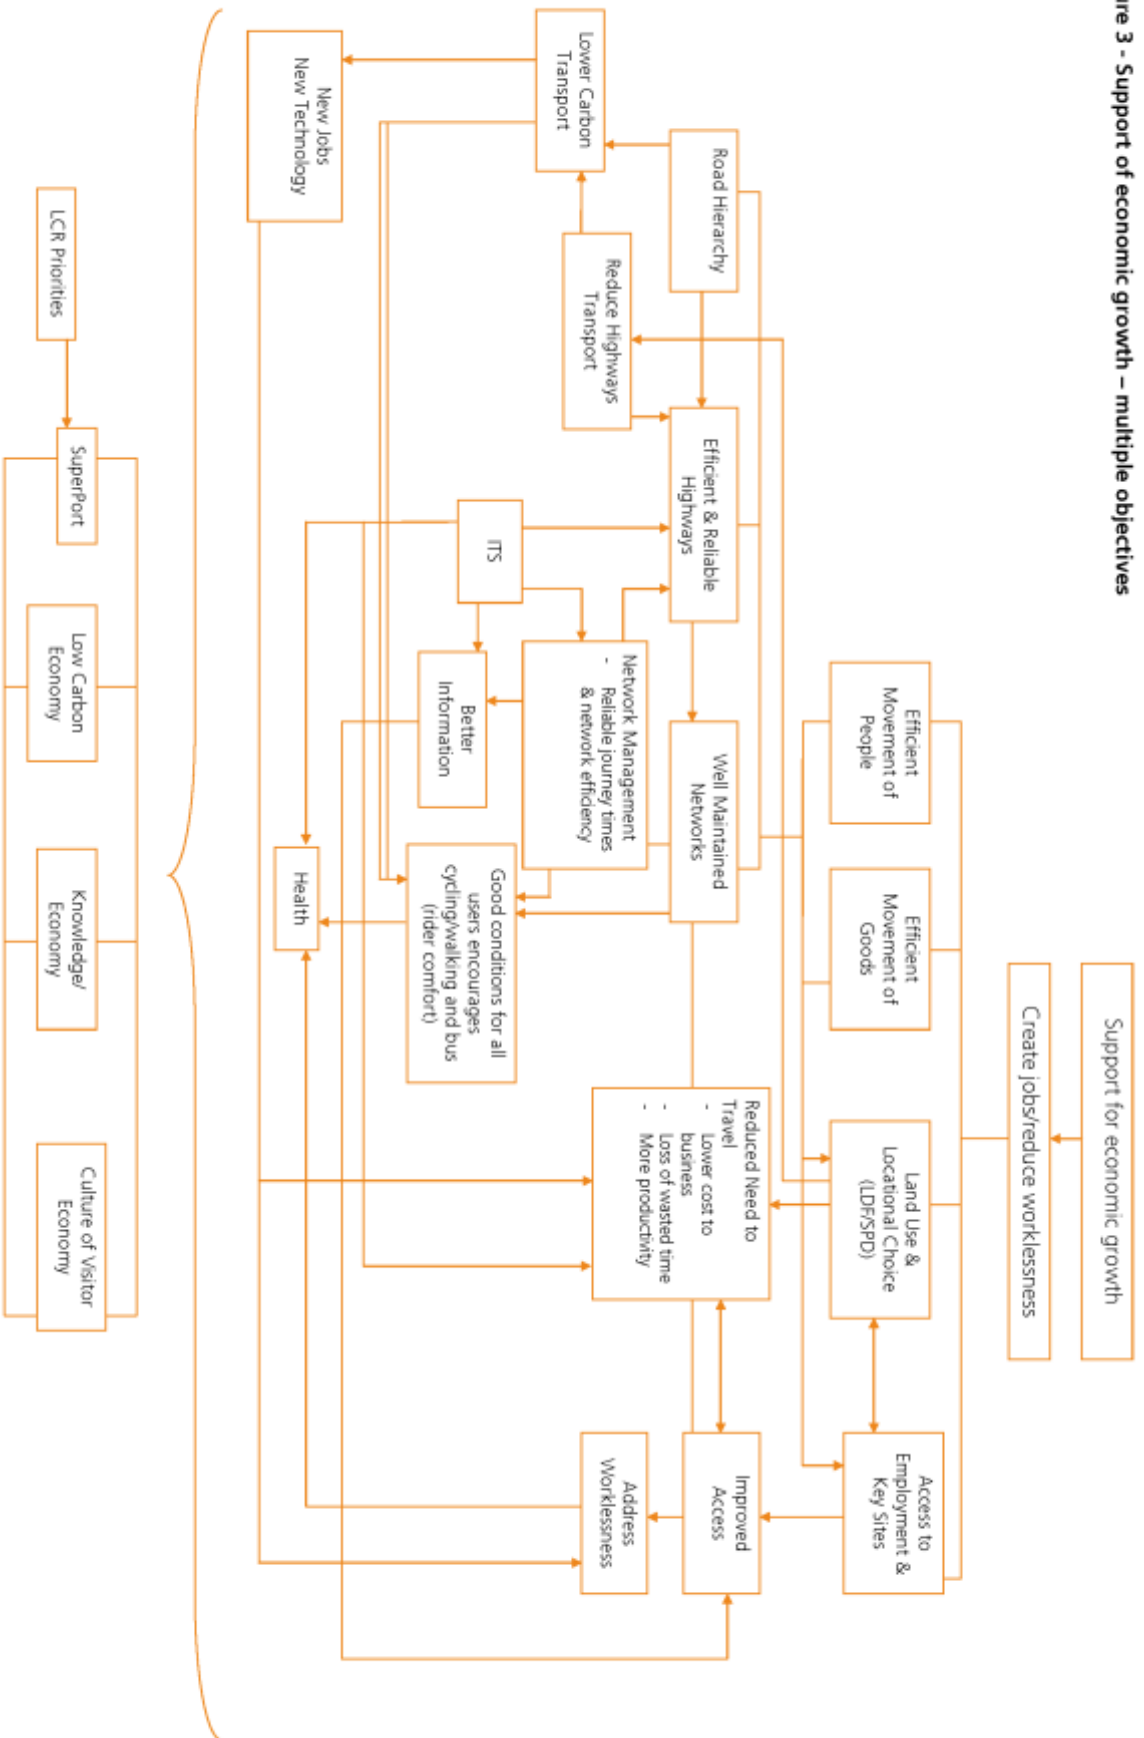 re 3 - Support of economic growth – multiple objectives
Support for economic growth
Create jobs/reduce worklessness
Efficient
Movement of
People
Efficient
Movement of
Goods
Land Use &
Locational Choice
(LDF/SPD)
Access to
Employment &
Key Sites
Road Hierarchy
Efficient & Reliable
Highways
Well Maintained
Networks
Reduced Need to
Travel
- Lower cost to
business
- Loss of wasted time
- More productivity
Improved
Access
Lower Carbon
Transport
Reduce Highways
Transport
Network Management
- Reliable journey times
& network efficiency
Address
Worklessness
ITS
Better
Information
Good conditions for all
users encourages
cycling/walking and bus
(rider comfort)
New Jobs
New Technology
Health
LCR Priorities
SuperPort
Low Carbon
Economy
Knowledge/
Economy
Culture of Visitor
Economy